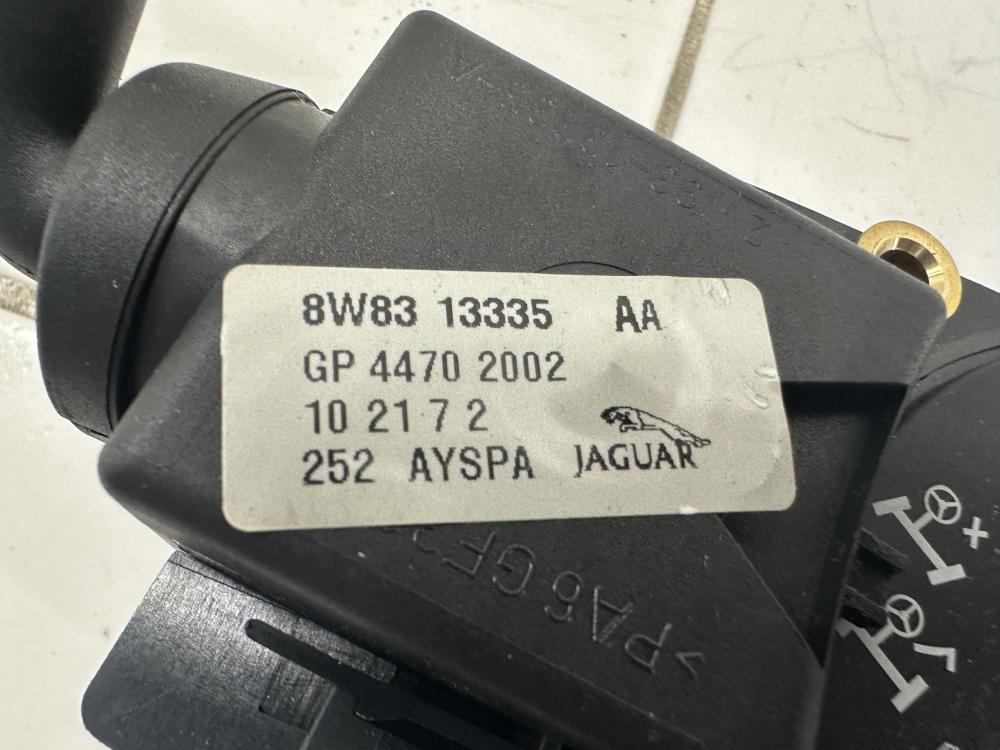 8W83 13335 AA
GP 4470 2002
10 21 7 2
252 AYSPA JAGUAR
>PA6 GF